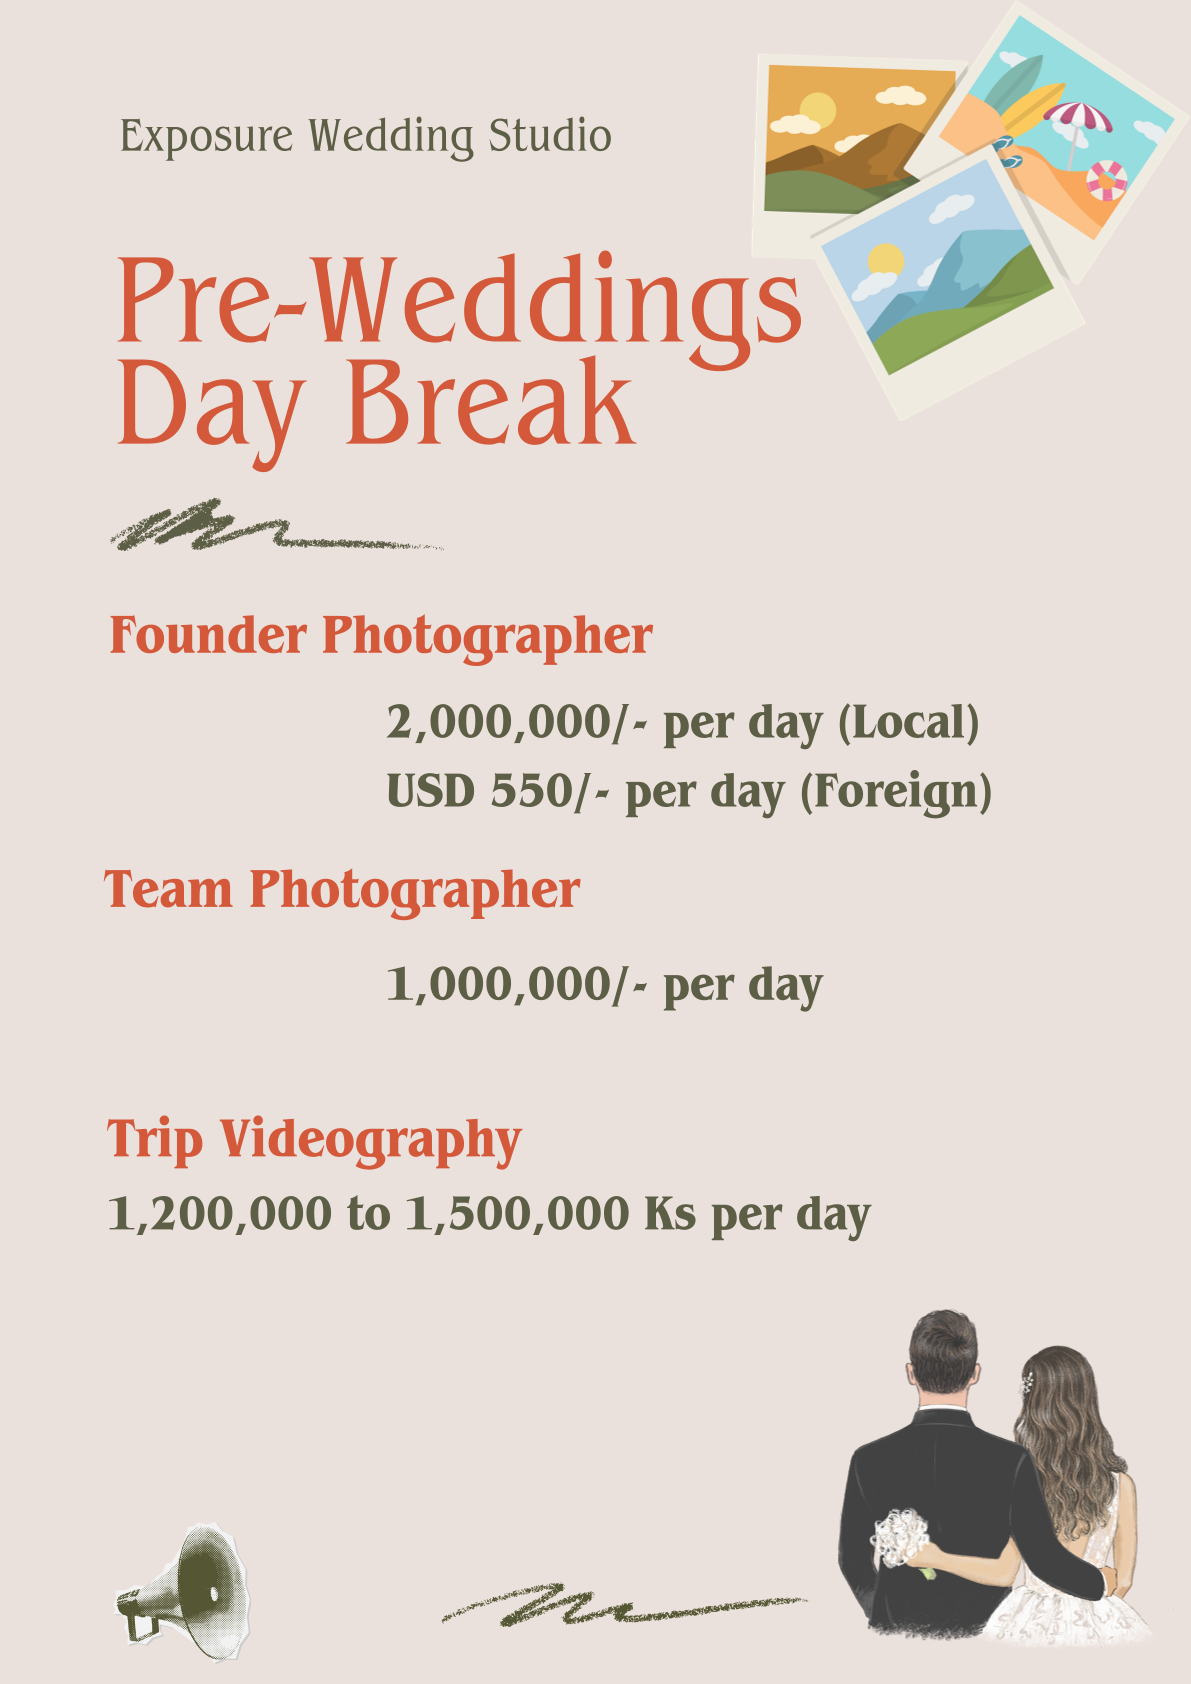 Exposure Wedding Studio
Pre-Weddings
Day Break
Founder Photographer
2,000,000/- per day (Local)
USD 550/- per day (Foreign)
Team Photographer
1,000,000/- per day
Trip Videography
1,200,000 to 1,500,000 Ks per day